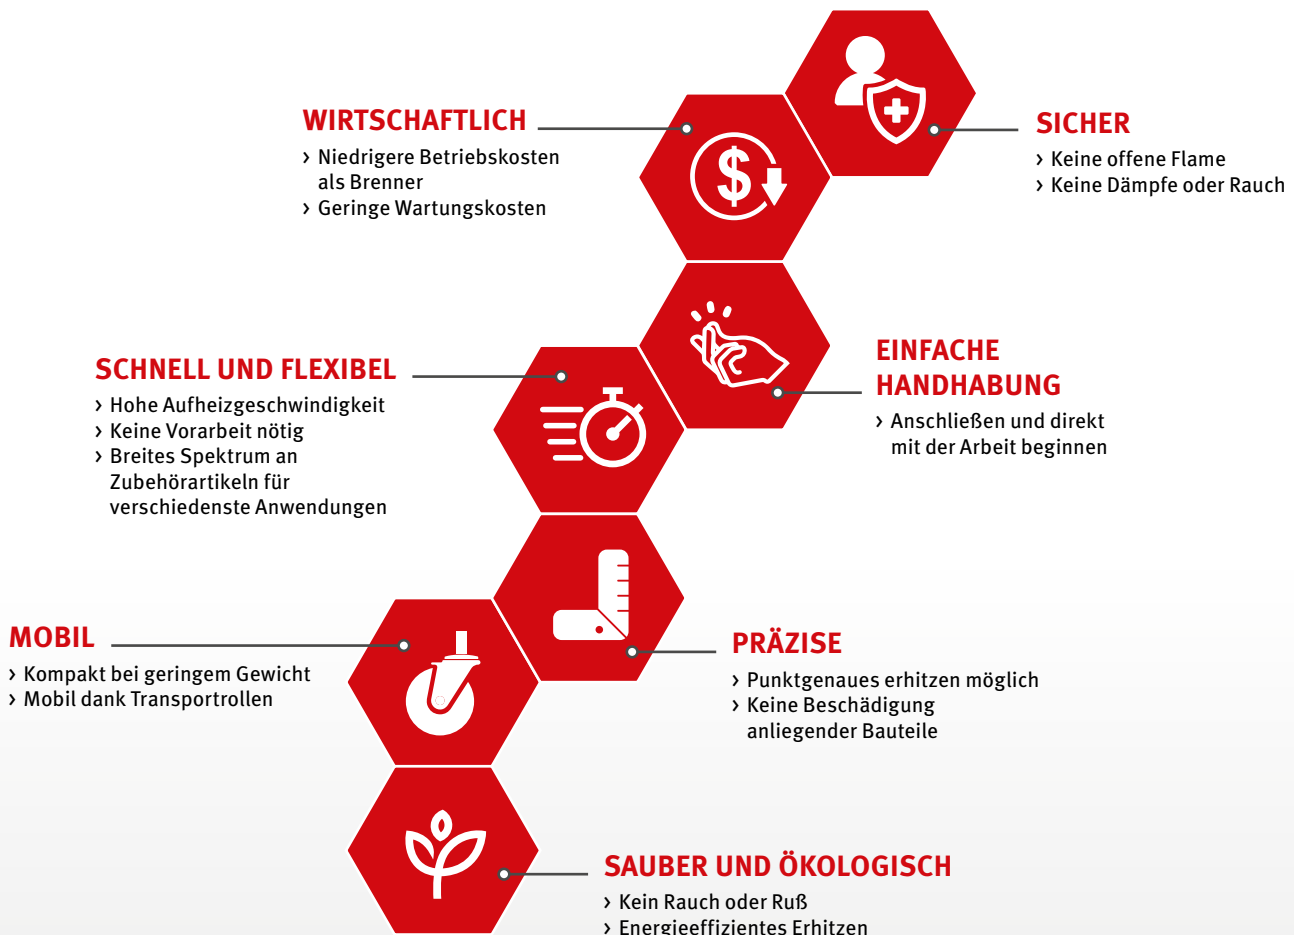 WIRTSCHAFTLICH
› Niedrigere Betriebskosten
als Brenner
› Geringe Wartungskosten
SICHER
› Keine offene Flame
› Keine Dämpfe oder Rauch
$
SCHNELL UND FLEXIBEL
› Hohe Aufheizgeschwindigkeit
› Keine Vorarbeit nötig
› Breites Spektrum an
Zubehörartikeln für
verschiedenste Anwendungen
EINFACHE
HANDHABUNG
› Anschließen und direkt
mit der Arbeit beginnen
MOBIL
› Kompakt bei geringem Gewicht
› Mobil dank Transportrollen
PRÄZISE
› Punktgenaues erhitzen möglich
› Keine Beschädigung
anliegender Bauteile
SAUBER UND ÖKOLOGISCH
› Kein Rauch oder Ruß
› Energieeffizientes Erhitzen